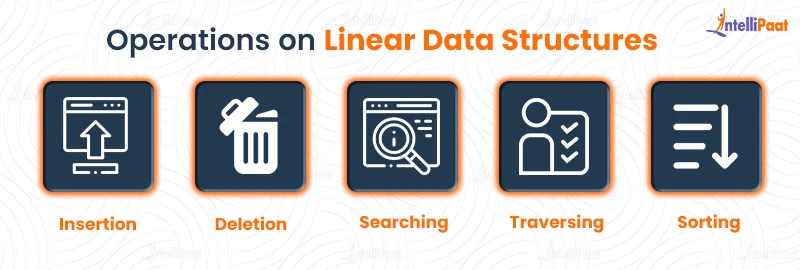 IntelliPaat
Operations on Linear Data Structures
Insertion
Deletion
Searching
Traversing
Sorting